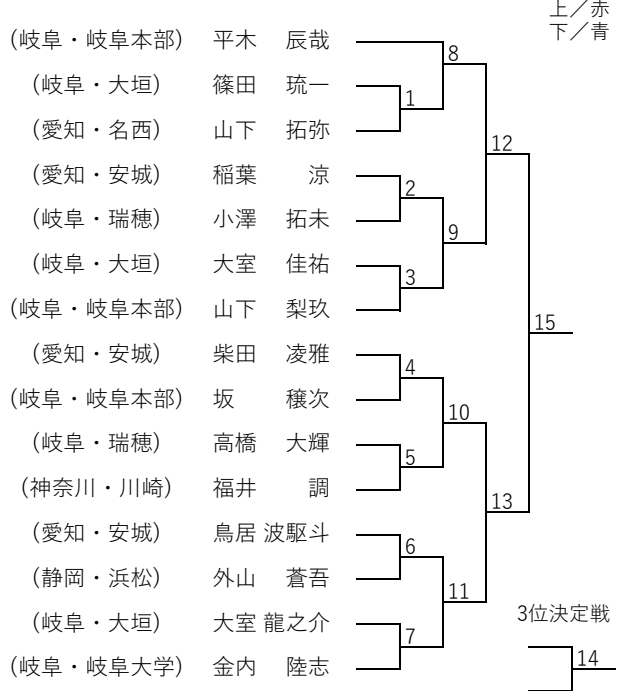 上／赤
下／青
(岐阜・岐阜本部) 平木 辰哉
8
(岐阜・大垣) 篠田 琉一
1
(愛知・名西) 山下 拓弥
12
(愛知・安城) 稲葉 涼
2
(岐阜・瑞穂) 小澤 拓未
9
(岐阜・大垣) 大室 佳祐
3
(岐阜・岐阜本部) 山下 梨玖
15
(愛知・安城) 柴田 凌雅
4
(岐阜・岐阜本部) 坂 穣次
10
(岐阜・瑞穂) 高橋 大輝
5
(神奈川・川崎) 福井 調
13
(愛知・安城) 鳥居 波駆斗
6
(静岡・浜松) 外山 蒼吾
11
(岐阜・大垣) 大室 龍之介
3位決定戦
7
(岐阜・岐阜大学) 金内 陸志
14